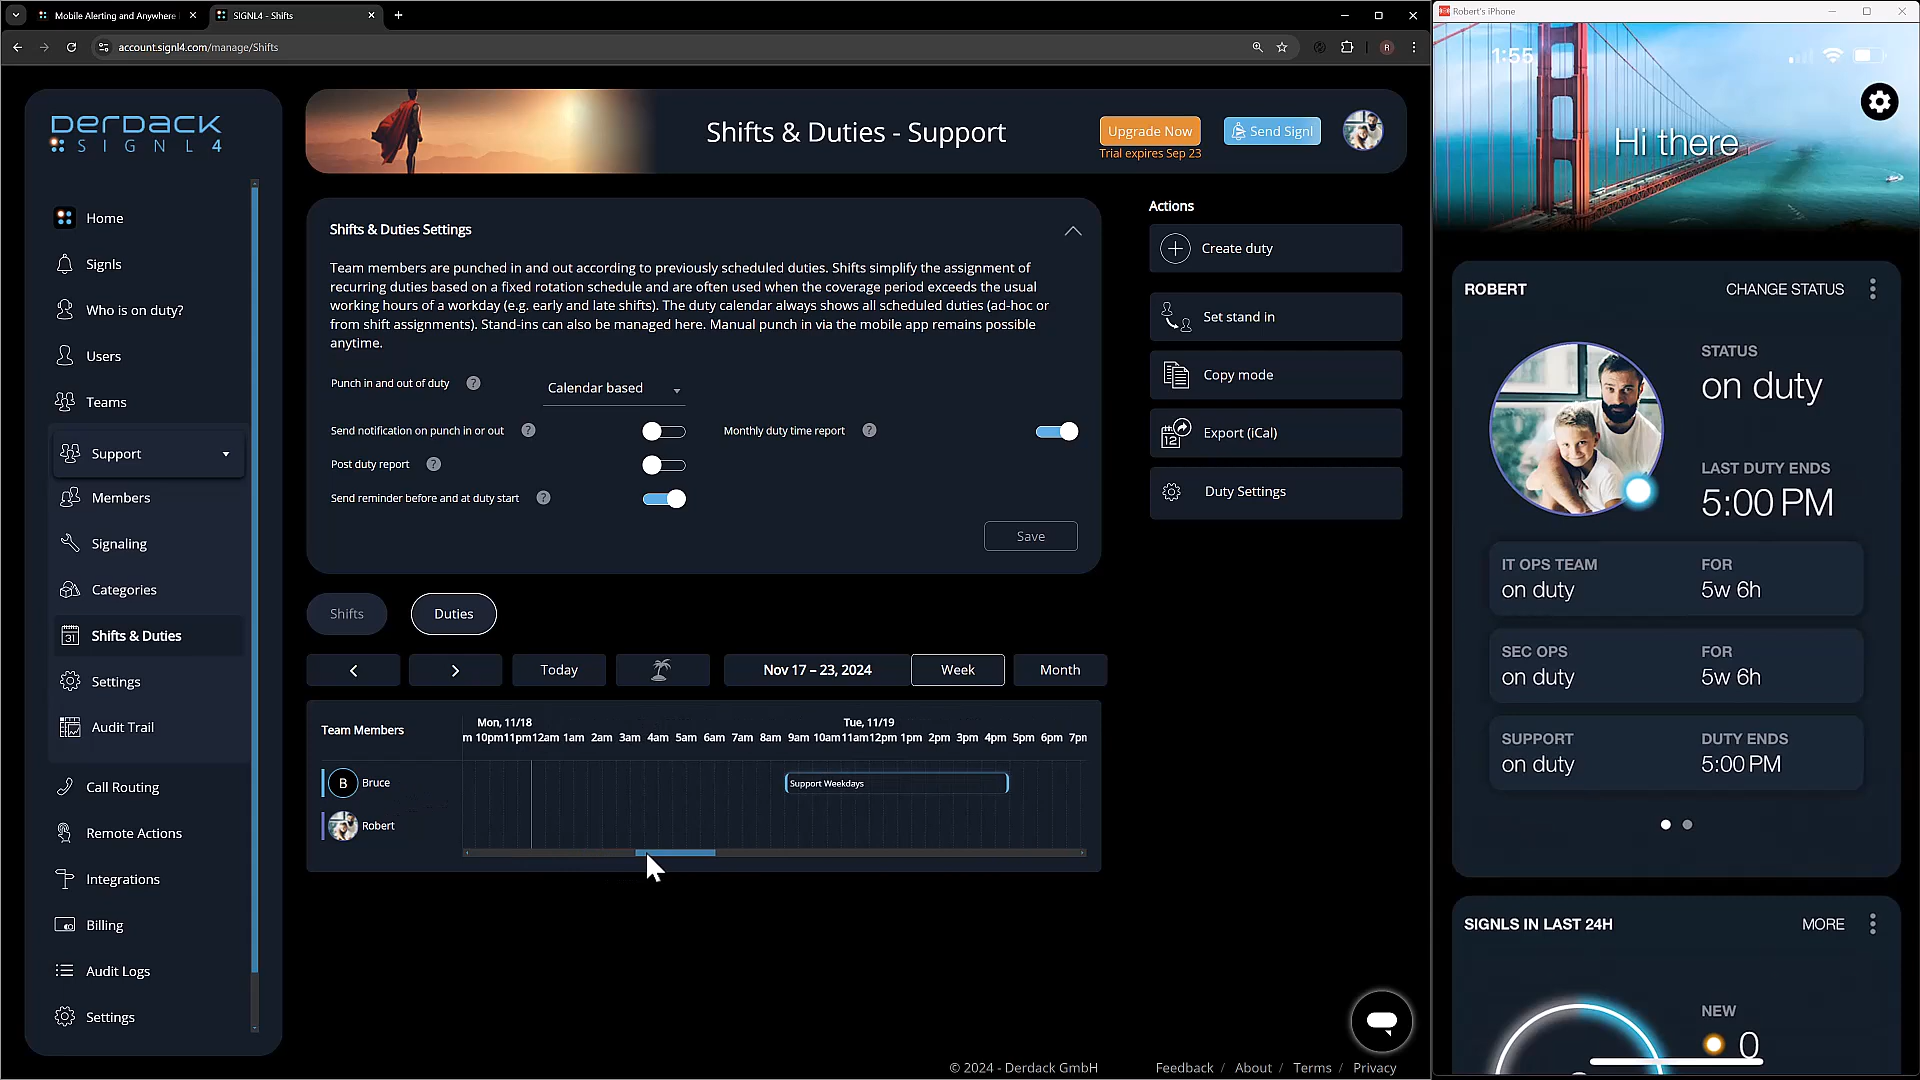 Mobile Alerting and Anywhere
SIGNL4 - Shifts
account.signl4.com/manage/Shifts
R
DERDACK
SIGNL4
Home
Signls
Who is on duty?
Users
Teams
Support
Members
Signaling
Categories
31
Shifts & Duties
Settings
Audit Trail
Call Routing
Remote Actions
Integrations
Billing
Audit Logs
Settings
Shifts & Duties - Support
Upgrade Now
Trial expires Sep 23
Send Signl
Shifts & Duties Settings
Team members are punched in and out according to previously scheduled duties. Shifts simplify the assignment of
recurring duties based on a fixed rotation schedule and are often used when the coverage period exceeds the usual
working hours of a workday (e.g. early and late shifts). The duty calendar always shows all scheduled duties (ad-hoc or
from shift assignments). Stand-ins can also be managed here. Manual punch in via the mobile app remains possible
anytime.
Punch in and out of duty ? Calendar based
Send notification on punch in or out ?
Monthly duty time report ?
Post duty report ?
Send reminder before and at duty start ?
Save
Actions
Create duty
Set stand in
Copy mode
12
Export (iCal)
Duty Settings
Shifts
Duties
Today
Nov 17 – 23, 2024
Week
Month
Team Members
Mon, 11/18
Tue, 11/19
m 10pm11pm12am 1am 2am 3am 4am 5am 6am 7am 8am 9am 10am11am12pm 1pm 2pm 3pm 4pm 5pm 6pm 7pm
B
Bruce
Support Weekdays
Robert
© 2024 - Derdack GmbH
Feedback / About / Terms / Privacy
Robert's iPhone
1:55
Hi there
ROBERT
CHANGE STATUS
STATUS
on duty
LAST DUTY ENDS
5:00 PM
IT OPS TEAM
FOR
on duty
5w 6h
SEC OPS
FOR
on duty
5w 6h
SUPPORT
DUTY ENDS
on duty
5:00 PM
SIGNLS IN LAST 24H
MORE
NEW
0